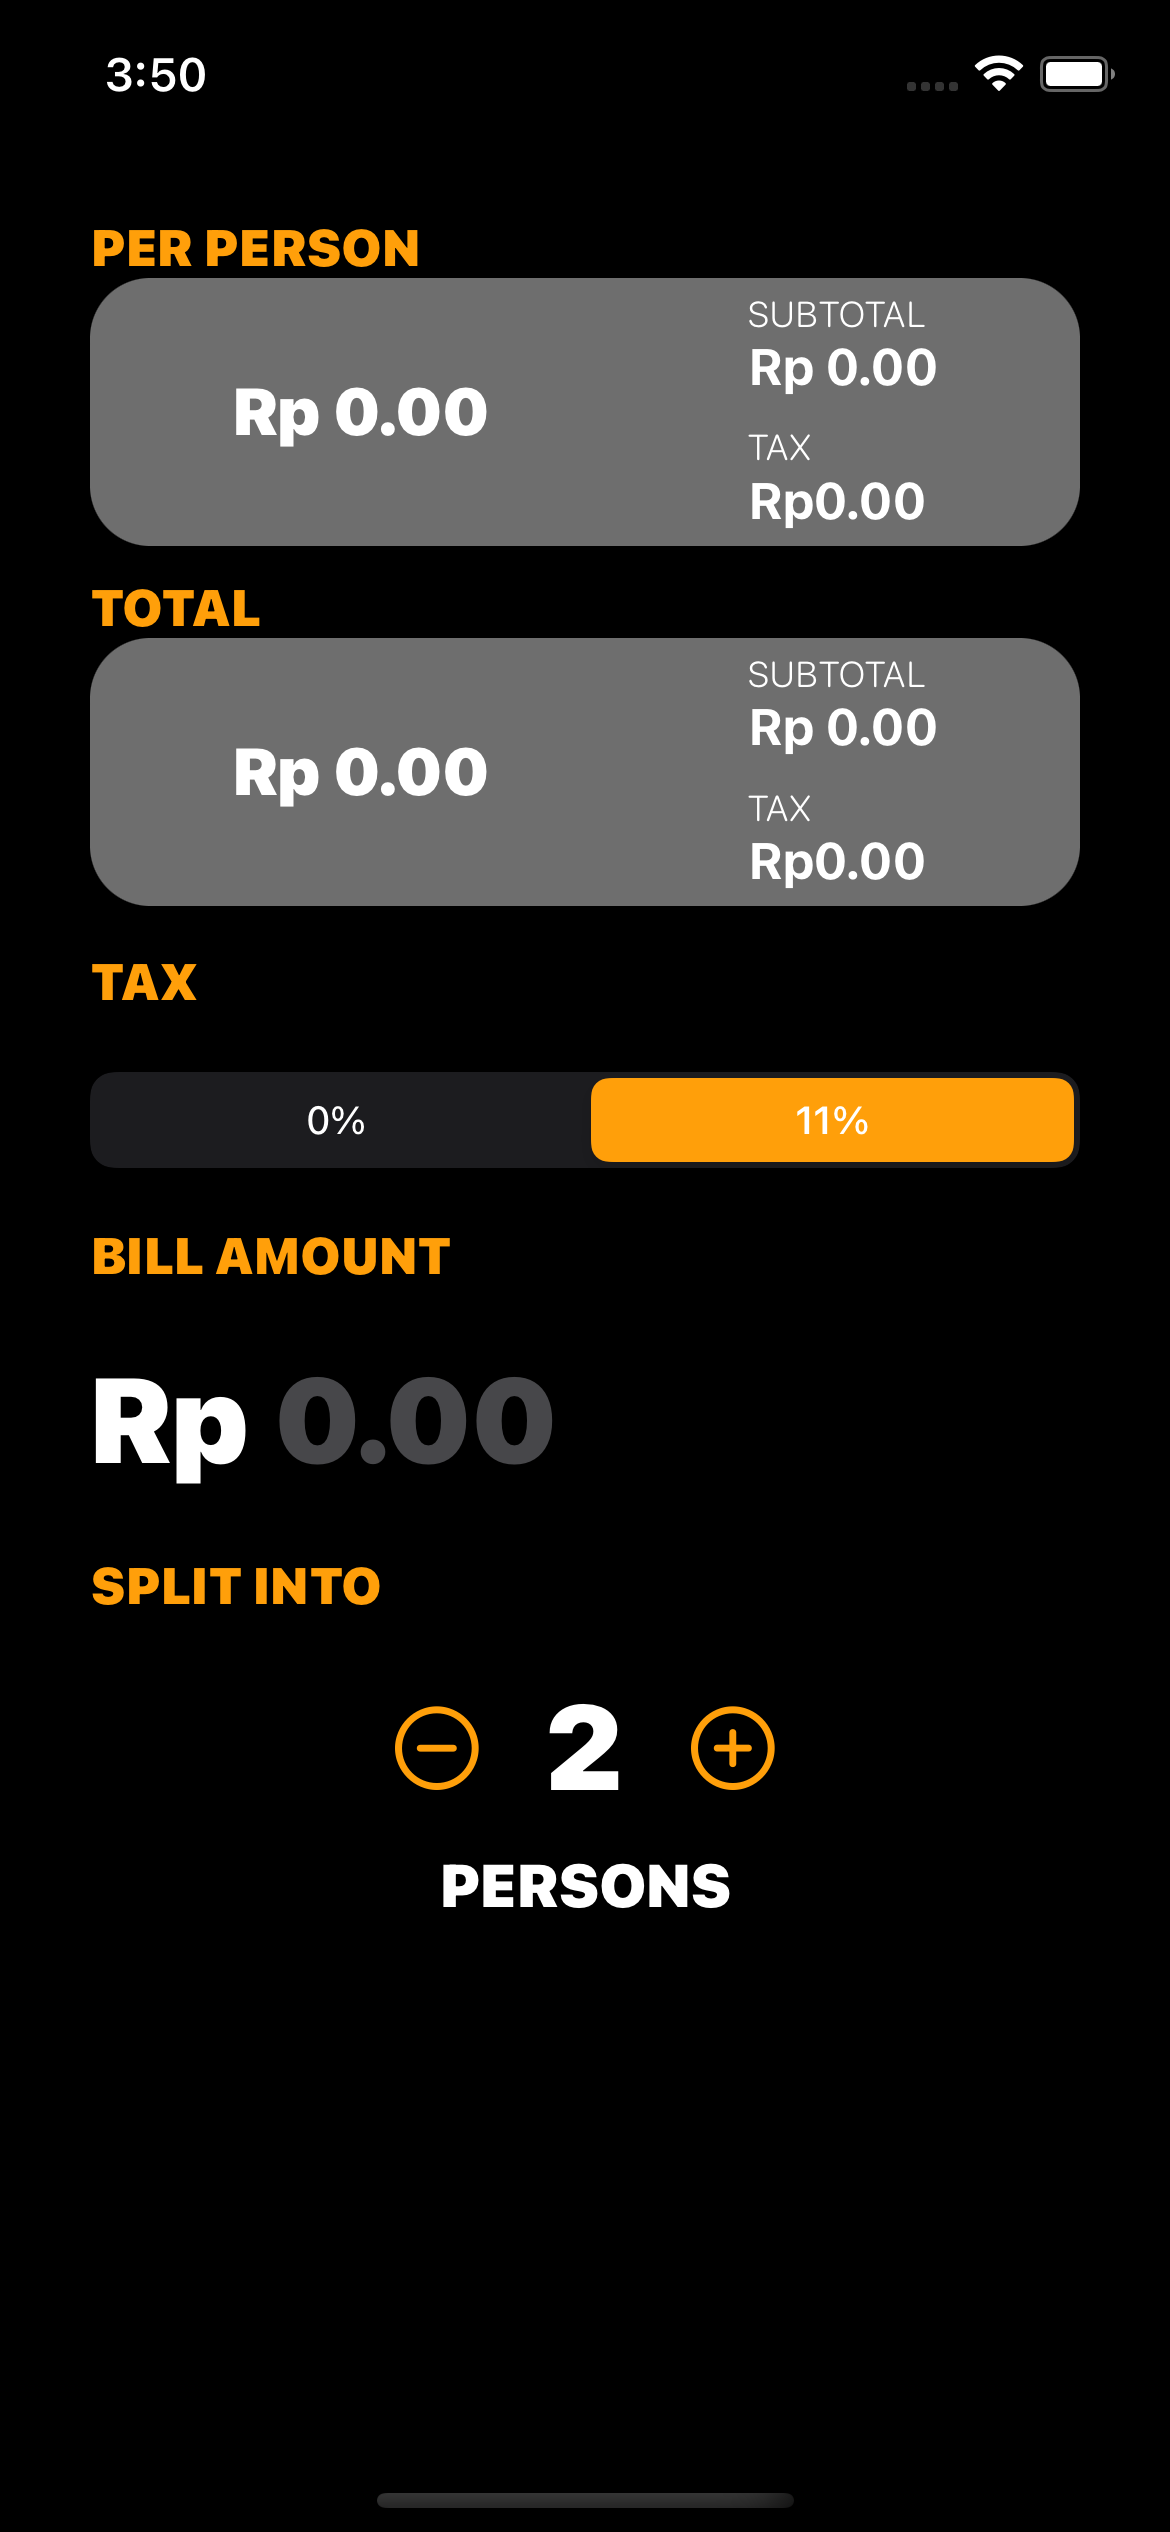 3:50
PER PERSON
Rp 0.00
SUBTOTAL
Rp 0.00
TAX
Rp0.00
TOTAL
Rp 0.00
SUBTOTAL
Rp 0.00
TAX
Rp0.00
TAX
0% 11%
BILL AMOUNT
Rp 0.00
SPLIT INTO
2
PERSONS